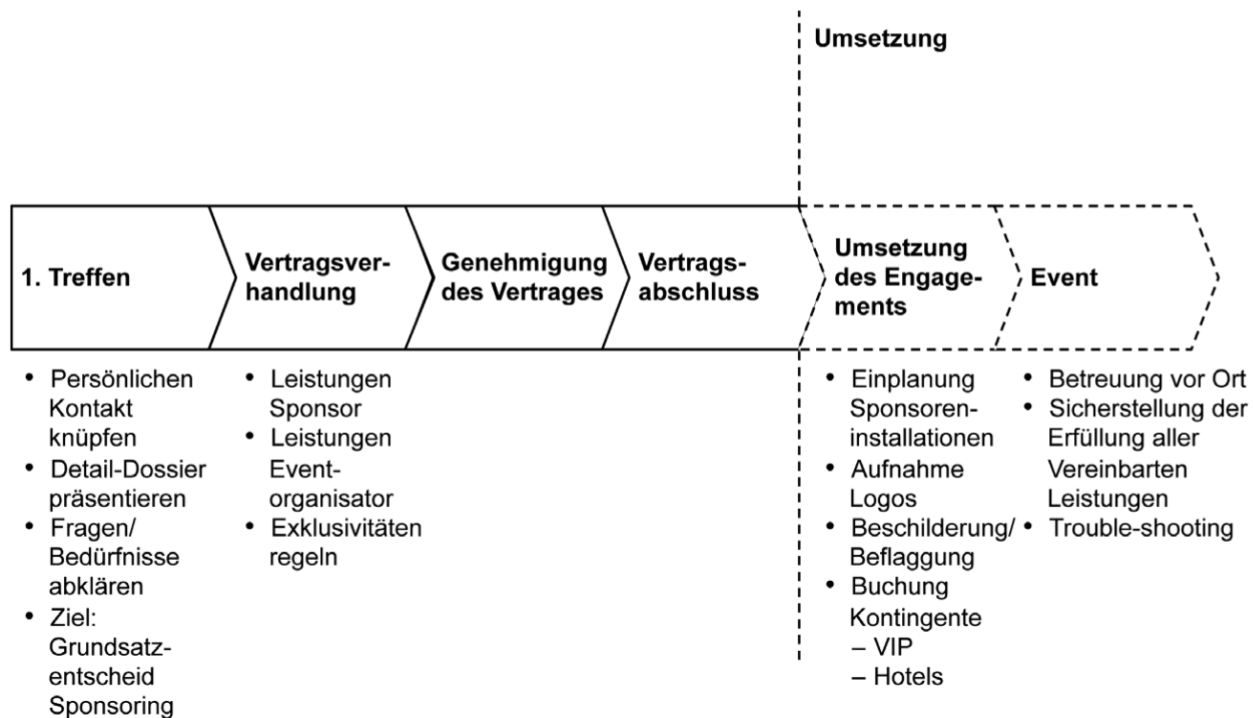 Umsetzung
1. Treffen
Vertragsver-
handlung
Genehmigung
des Vertrages
Vertrags-
abschluss
Umsetzung
des Engage-
ments
Event
• Persönlichen
Kontakt
knüpfen
• Detail-Dossier
präsentieren
• Fragen/
Bedürfnisse
abklären
• Ziel:
Grundsatz-
entscheid
Sponsoring
• Leistungen
Sponsor
• Leistungen
Event-
organisator
• Exklusivitäten
regeln
• Einplanung
Sponsoren-
installationen
• Aufnahme
Logos
• Beschilderung/
Beflaggung
• Buchung
Kontingente
– VIP
– Hotels
• Betreuung vor Ort
• Sicherstellung der
Erfüllung aller
Vereinbarten
Leistungen
• Trouble-shooting